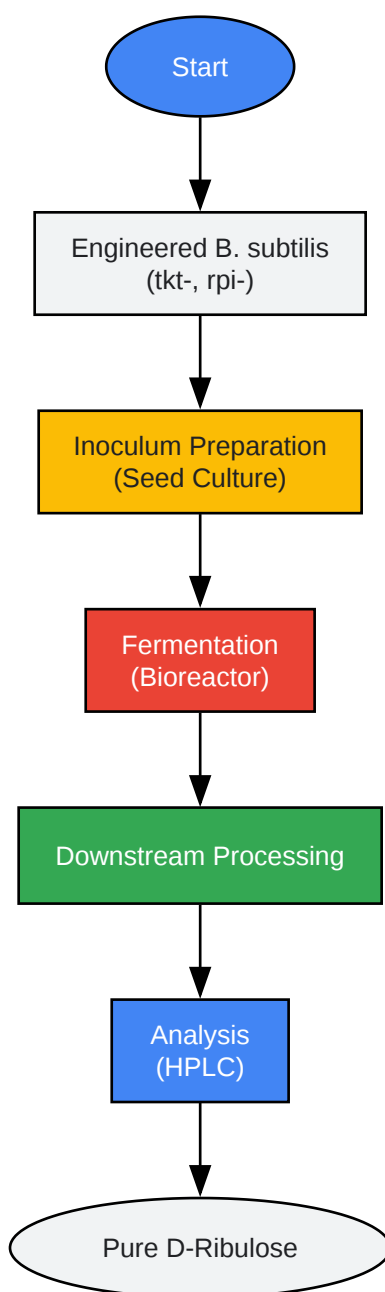 Start
Engineered B. subtilis
(tkt-, rpi-)
Inoculum Preparation
(Seed Culture)
Fermentation
(Bioreactor)
Downstream Processing
Analysis
(HPLC)
Pure D-Ribulose